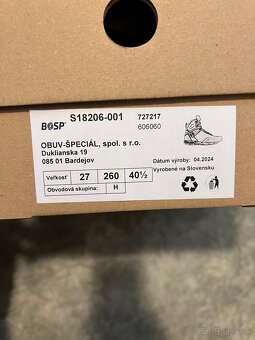 BOSP® S18206-001 727217
606060
OBUV-ŠPECIÁL, spol. s r.o.
Duklianska 19
085 01 Bardejov
Dátum výroby: 04.2024
Vyrobené na Slovensku
Veľkosť: 27 260 40½
Obvodová skupina: H